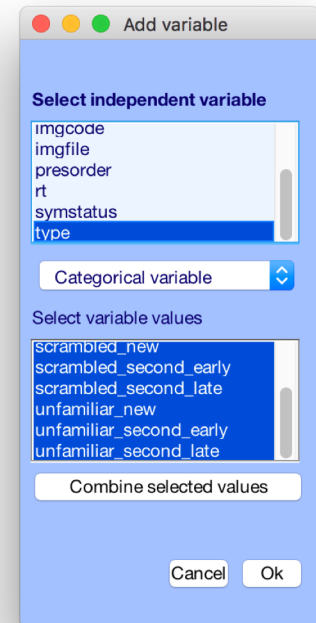 Add variable
Select independent variable
imgcode
imgfile
presorder
rt
symstatus
type
Categorical variable
Select variable values
scrambled_new
scrambled_second_early
scrambled_second_late
unfamiliar_new
unfamiliar_second_early
unfamiliar_second_late
Combine selected values
Cancel Ok